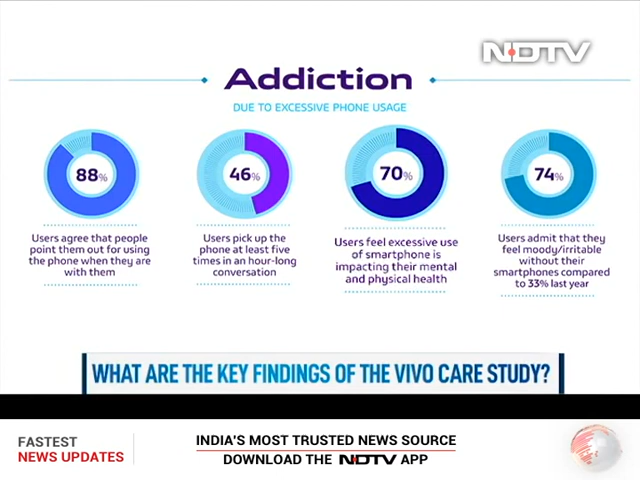 NDTV
Addiction
DUE TO EXCESSIVE PHONE USAGE
88%
Users agree that people
point them out for using
the phone when they are
with them
46%
Users pick up the
phone at least five
times in an hour-long
conversation
70%
Users feel excessive use
of smartphone is
impacting their mental
and physical health
74%
Users admit that they
feel moody/irritable
without their
smartphones compared
to 33% last year
WHAT ARE THE KEY FINDINGS OF THE VIVO CARE STUDY?
FASTEST
NEWS UPDATES
INDIA'S MOST TRUSTED NEWS SOURCE
DOWNLOAD THE NDTV APP